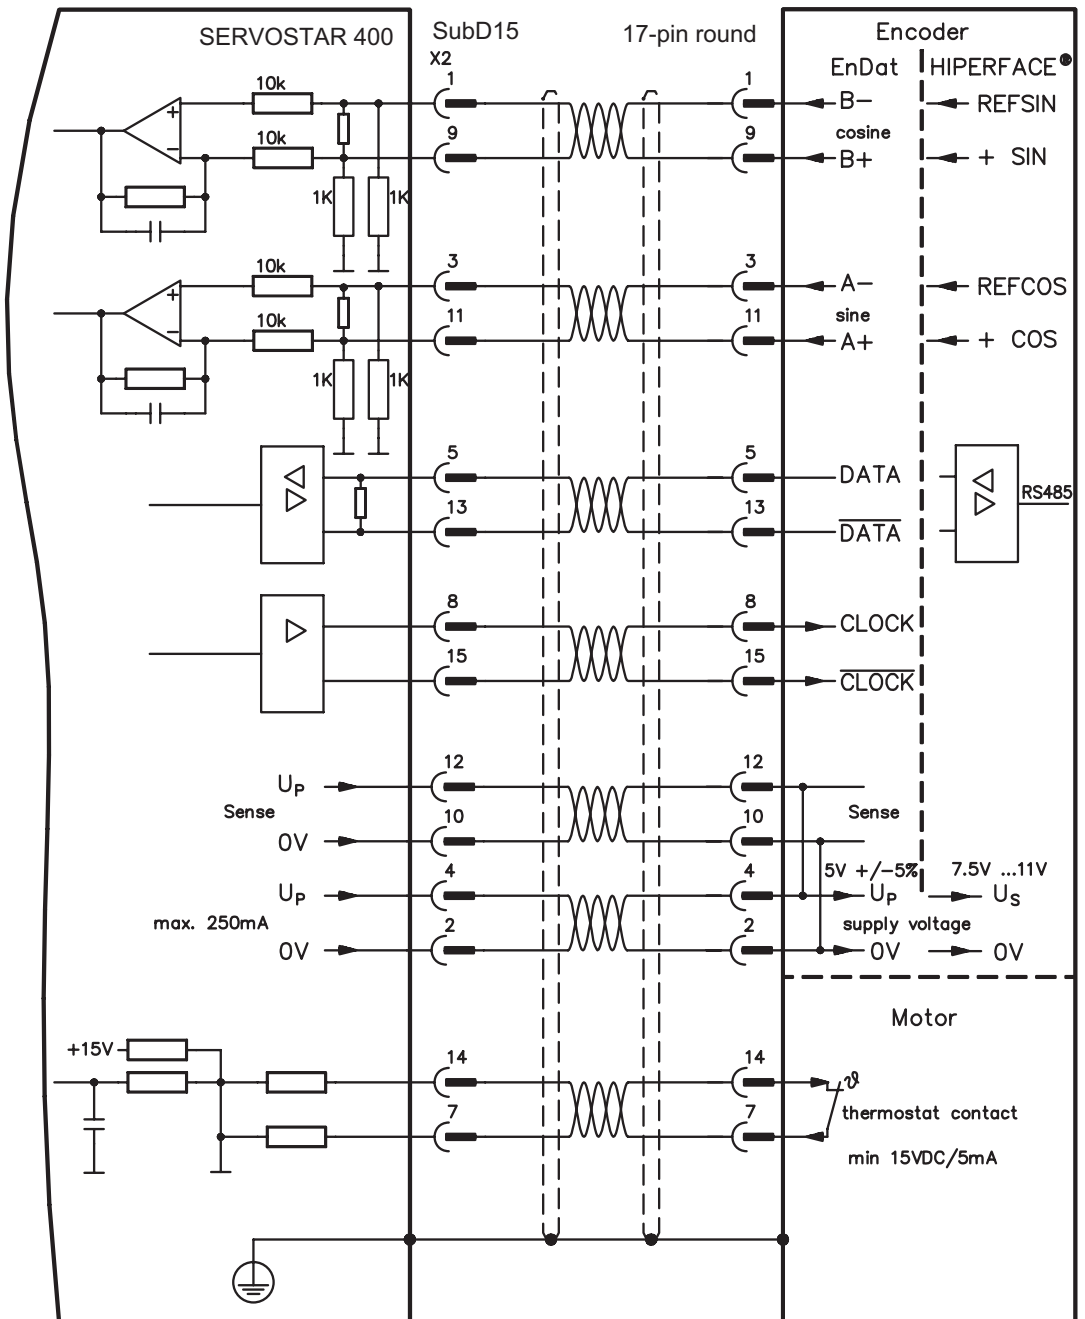 SERVOSTAR 400 SubD15 17-pin round Encoder
X2 EnDat HIPERFACE®
10k 1 1 B– REFSIN
cosine
10k 9 9 B+ + SIN
1K 1K
10k 3 3 A– REFCOS
sine
10k 11 11 A+ + COS
1K 1K
5 5 DATA
RS485
13 13 D̅A̅T̅A̅
8 8 CLOCK
15 15 C̅L̅O̅C̅K̅
UP 12 12
Sense Sense
0V 10 10
5V +/–5% 7.5V ...11V
UP 4 4 UP US
max. 250mA supply voltage
0V 2 2 0V 0V
Motor
+15V
14 14 ϑ
thermostat contact
7 7
min 15VDC/5mA